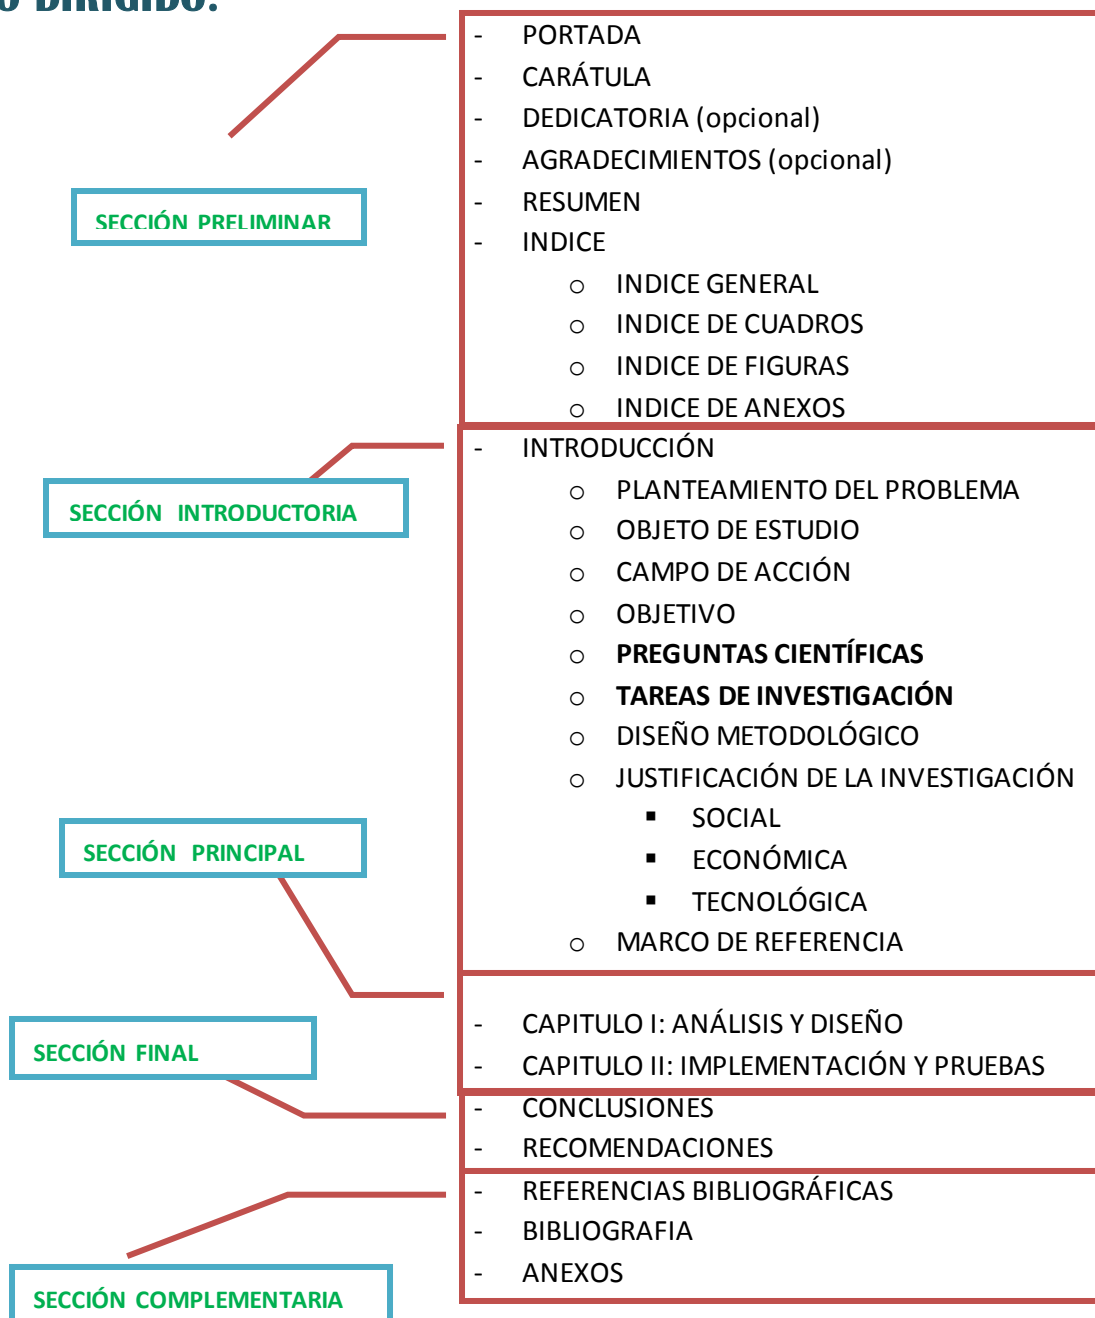 O DIRIGIDO.
- PORTADA
- CARÁTULA
- DEDICATORIA (opcional)
- AGRADECIMIENTOS (opcional)
- RESUMEN
- INDICE
o INDICE GENERAL
o INDICE DE CUADROS
o INDICE DE FIGURAS
o INDICE DE ANEXOS
SECCIÓN PRELIMINAR
- INTRODUCCIÓN
o PLANTEAMIENTO DEL PROBLEMA
o OBJETO DE ESTUDIO
o CAMPO DE ACCIÓN
o OBJETIVO
o PREGUNTAS CIENTÍFICAS
o TAREAS DE INVESTIGACIÓN
o DISEÑO METODOLÓGICO
o JUSTIFICACIÓN DE LA INVESTIGACIÓN
▪ SOCIAL
▪ ECONÓMICA
▪ TECNOLÓGICA
o MARCO DE REFERENCIA
SECCIÓN INTRODUCTORIA
SECCIÓN PRINCIPAL
- CAPITULO I: ANÁLISIS Y DISEÑO
- CAPITULO II: IMPLEMENTACIÓN Y PRUEBAS
SECCIÓN FINAL
- CONCLUSIONES
- RECOMENDACIONES
- REFERENCIAS BIBLIOGRÁFICAS
- BIBLIOGRAFIA
- ANEXOS
SECCIÓN COMPLEMENTARIA